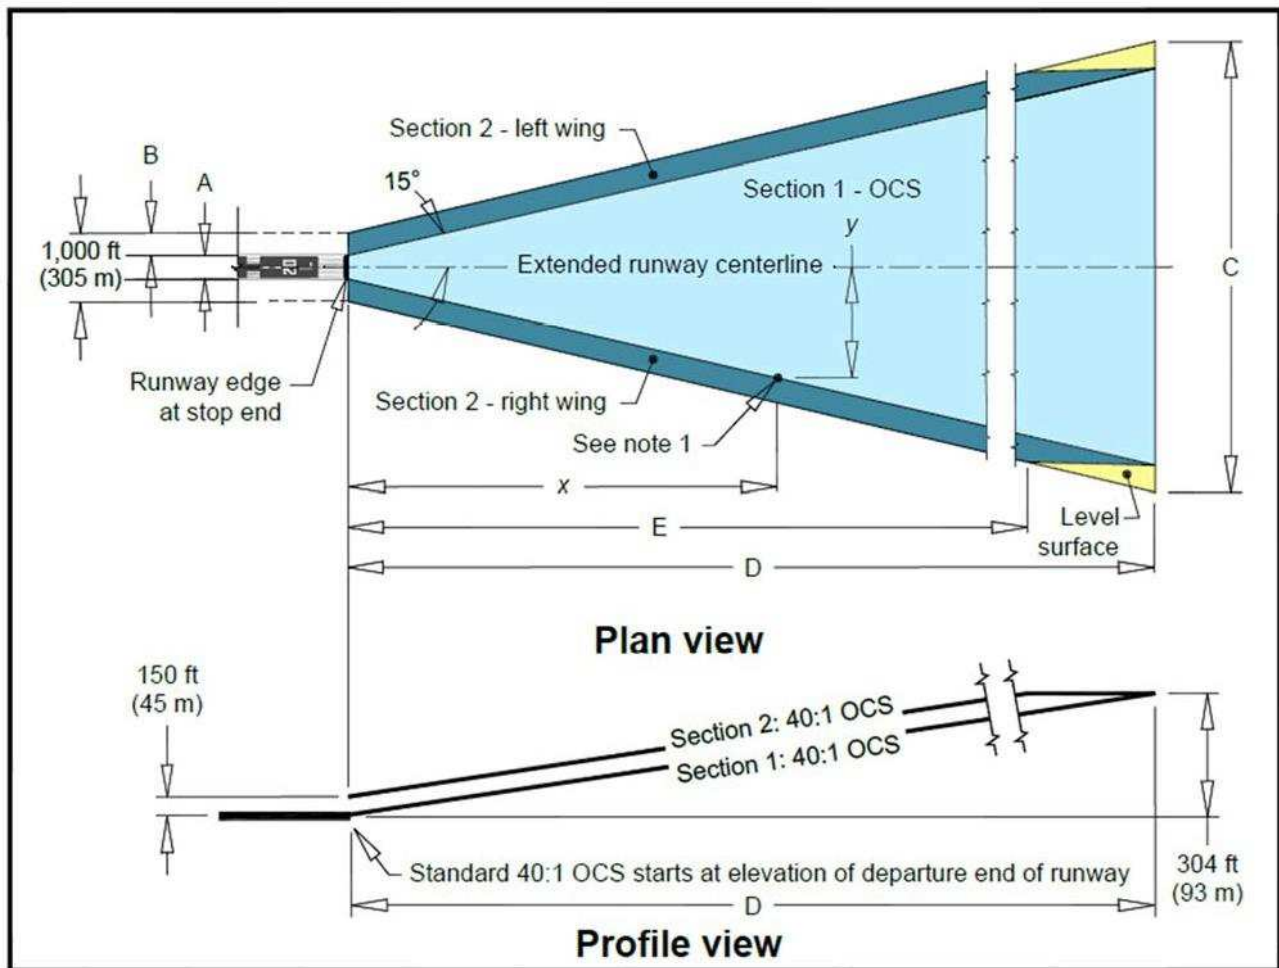 Section 2 - left wing
B
A
15°
Section 1 - OCS
y
1,000 ft
(305 m)
20
Extended runway centerline
C
Runway edge
at stop end
Section 2 - right wing
See note 1
x
E
Level
surface
D
Plan view
150 ft
(45 m)
Section 2: 40:1 OCS
Section 1: 40:1 OCS
Standard 40:1 OCS starts at elevation of departure end of runway
304 ft
(93 m)
D
Profile view